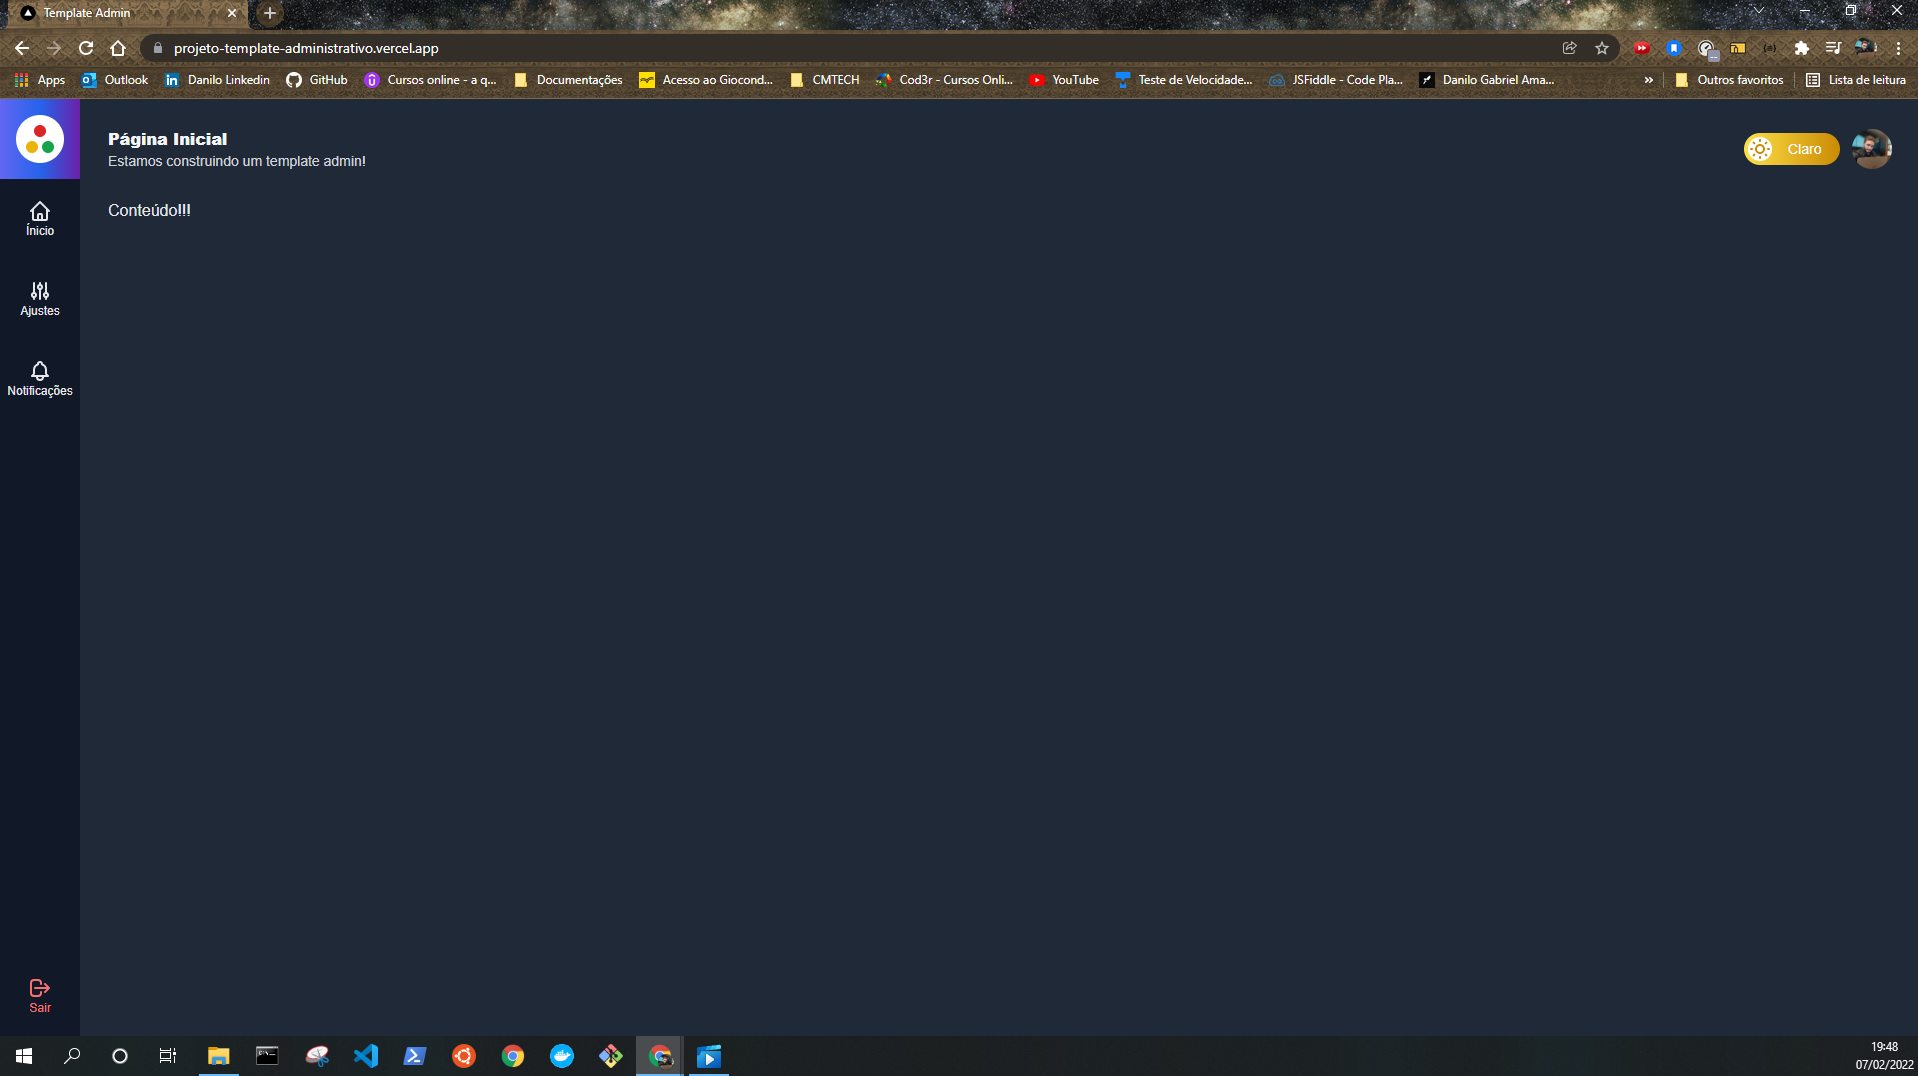 Template Admin
projeto-template-administrativo.vercel.app
Apps Outlook Danilo Linkedin GitHub Cursos online - a q... Documentações Acesso ao Giocond... CMTECH Cod3r - Cursos Onli... YouTube Teste de Velocidade... JSFiddle - Code Pla... Danilo Gabriel Ama... » Outros favoritos Lista de leitura
Página Inicial
Estamos construindo um template admin!
Claro
Conteúdo!!!
Ínicio
Ajustes
Notificações
Sair
19:48
07/02/2022